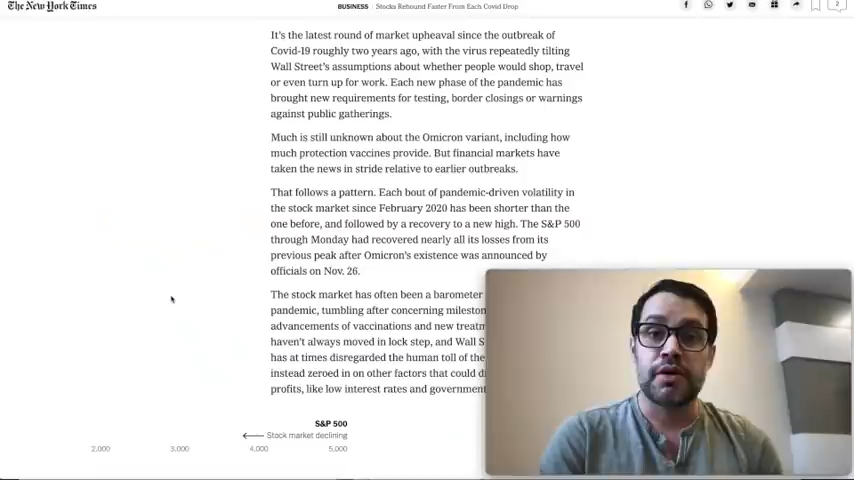 The New York Times
BUSINESS | Stocks Rebound Faster From Each Covid Drop
2
It's the latest round of market upheaval since the outbreak of
Covid-19 roughly two years ago, with the virus repeatedly tilting
Wall Street's assumptions about whether people would shop, travel
or even turn up for work. Each new phase of the pandemic has
brought new requirements for testing, border closings or warnings
against public gatherings.
Much is still unknown about the Omicron variant, including how
much protection vaccines provide. But financial markets have
taken the news in stride relative to earlier outbreaks.
That follows a pattern. Each bout of pandemic-driven volatility in
the stock market since February 2020 has been shorter than the
one before, and followed by a recovery to a new high. The S&P 500
through Monday had recovered nearly all its losses from its
previous peak after Omicron's existence was announced by
officials on Nov. 26.
The stock market has often been a barometer
pandemic, tumbling after concerning
advancements of vaccinations and new
haven't always moved in lock step, and Wall
has at times disregarded the human toll of the
instead zeroed in on other factors that could
profits, like low interest rates and government
S&P 500
Stock market declining
2,000 3,000 4,000 5,000